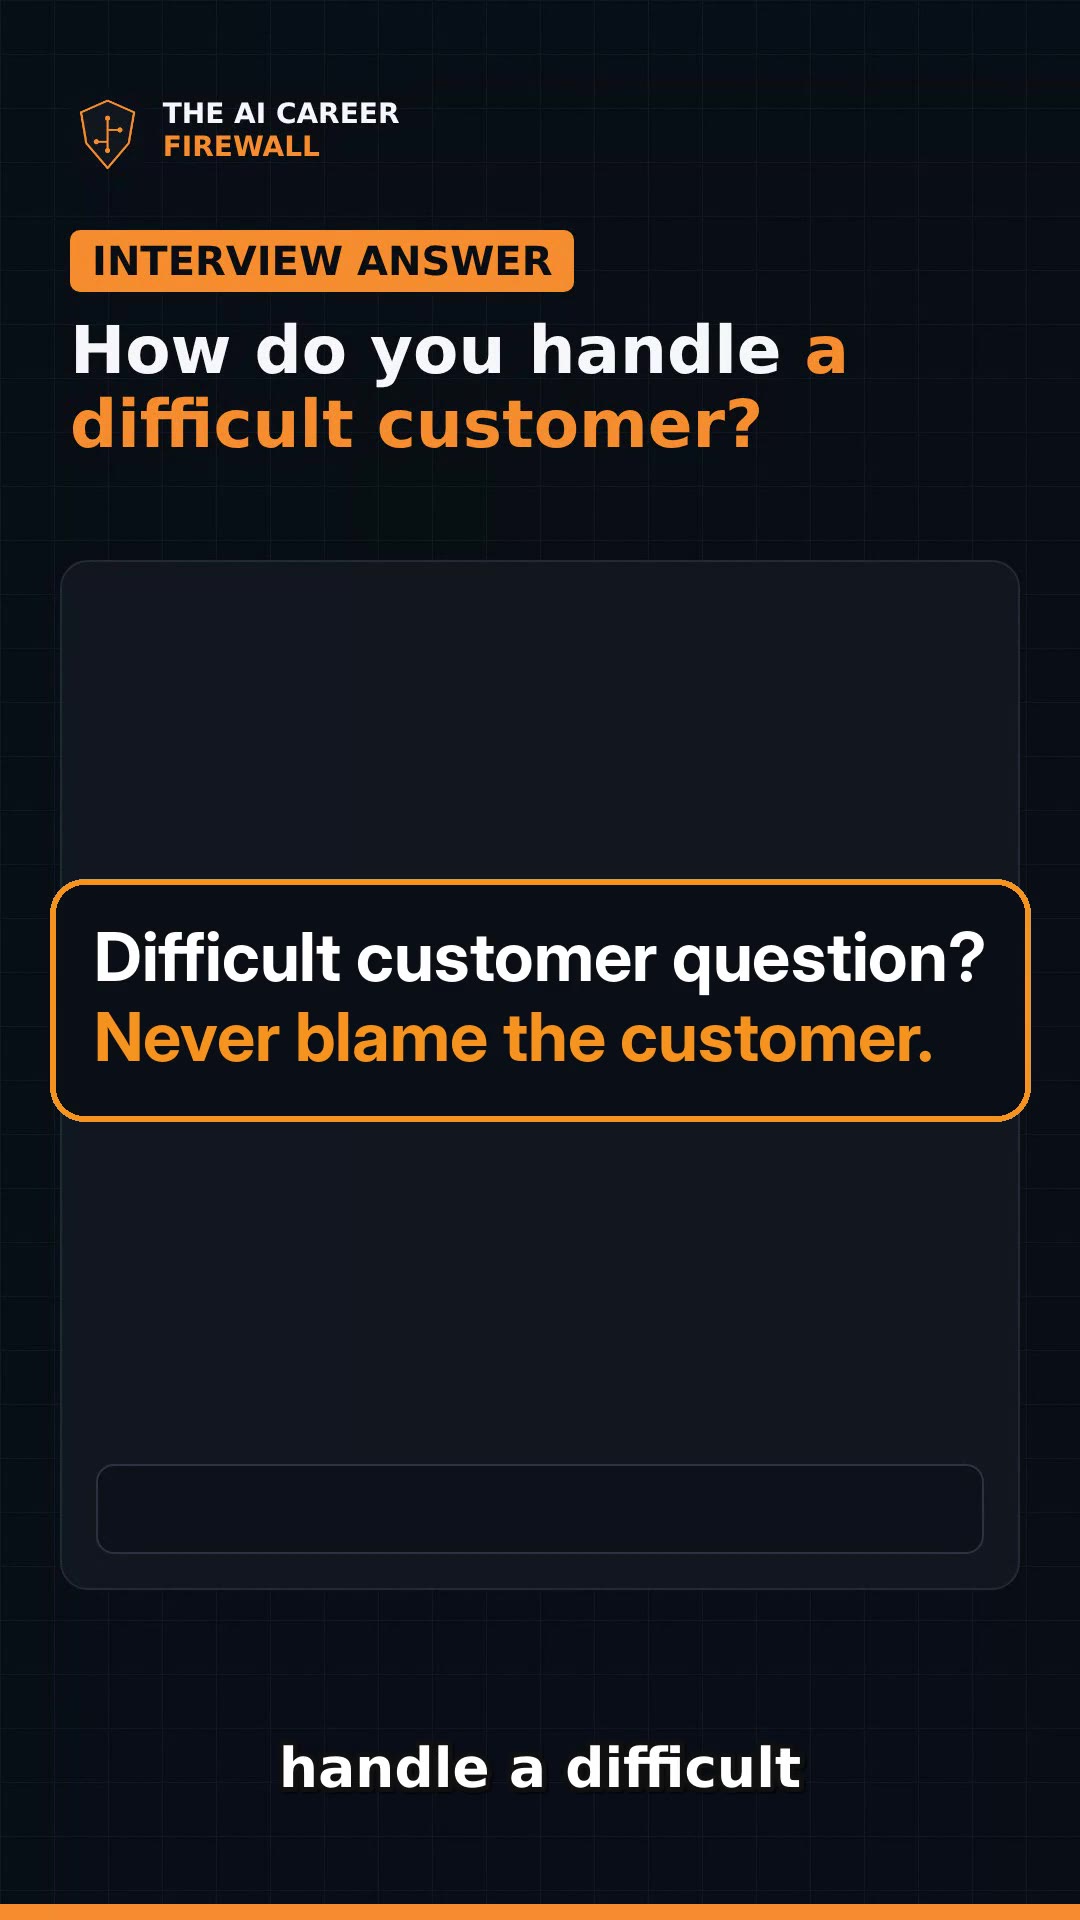 THE AI CAREER
FIREWALL
INTERVIEW ANSWER
How do you handle a
difficult customer?
Difficult customer question?
Never blame the customer.
handle a difficult